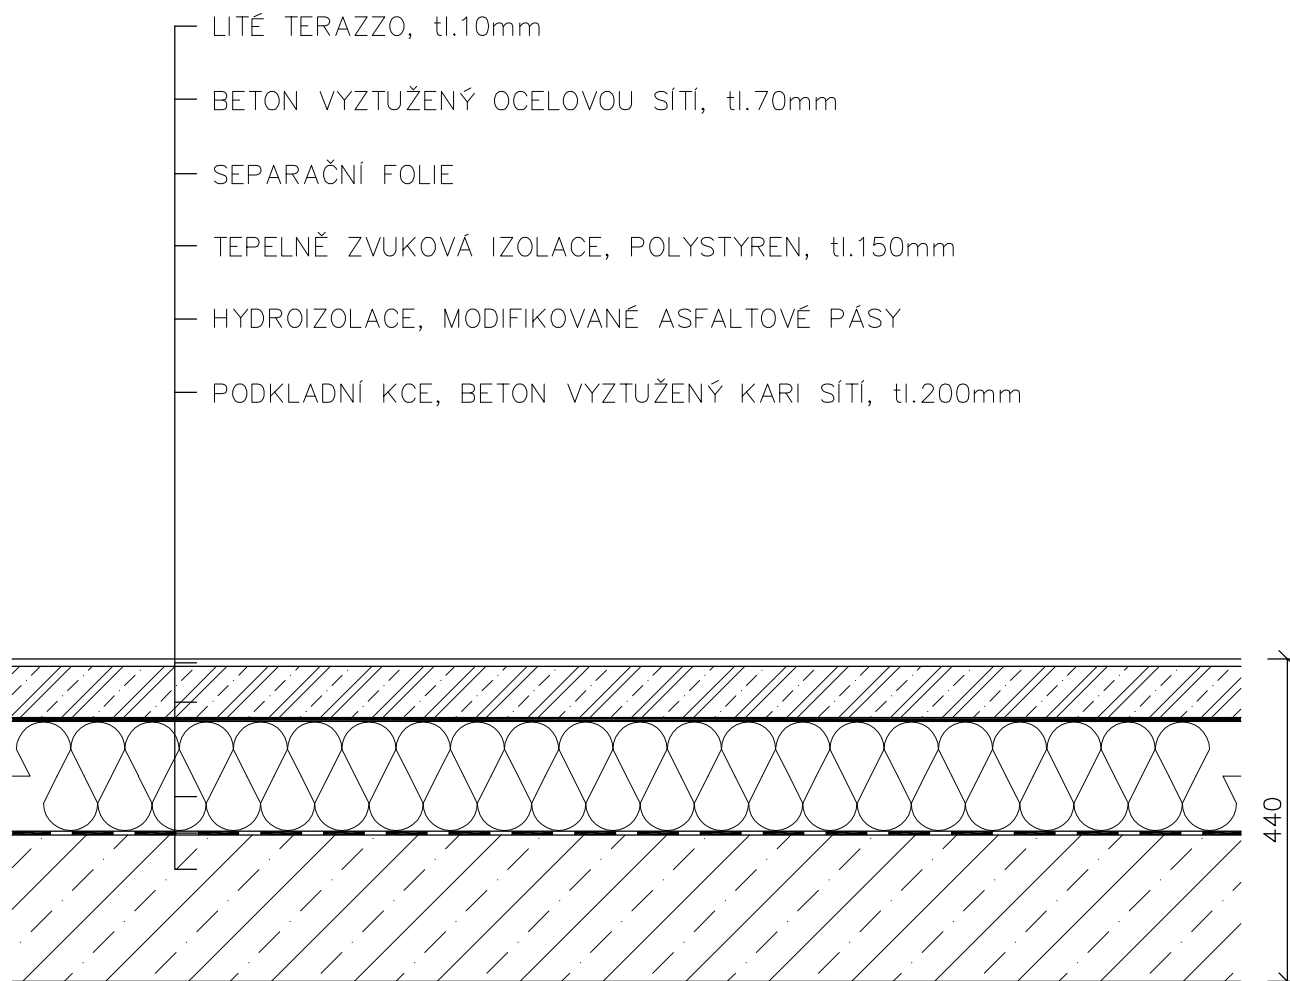 LITÉ TERAZZO, tl.10mm
BETON VYZTUŽENÝ OCELOVOU SÍTÍ, tl.70mm
SEPARAČNÍ FOLIE
TEPELNĚ ZVUKOVÁ IZOLACE, POLYSTYREN, tl.150mm
HYDROIZOLACE, MODIFIKOVANÉ ASFALTOVÉ PÁSY
PODKLADNÍ KCE, BETON VYZTUŽENÝ KARI SÍTÍ, tl.200mm
440